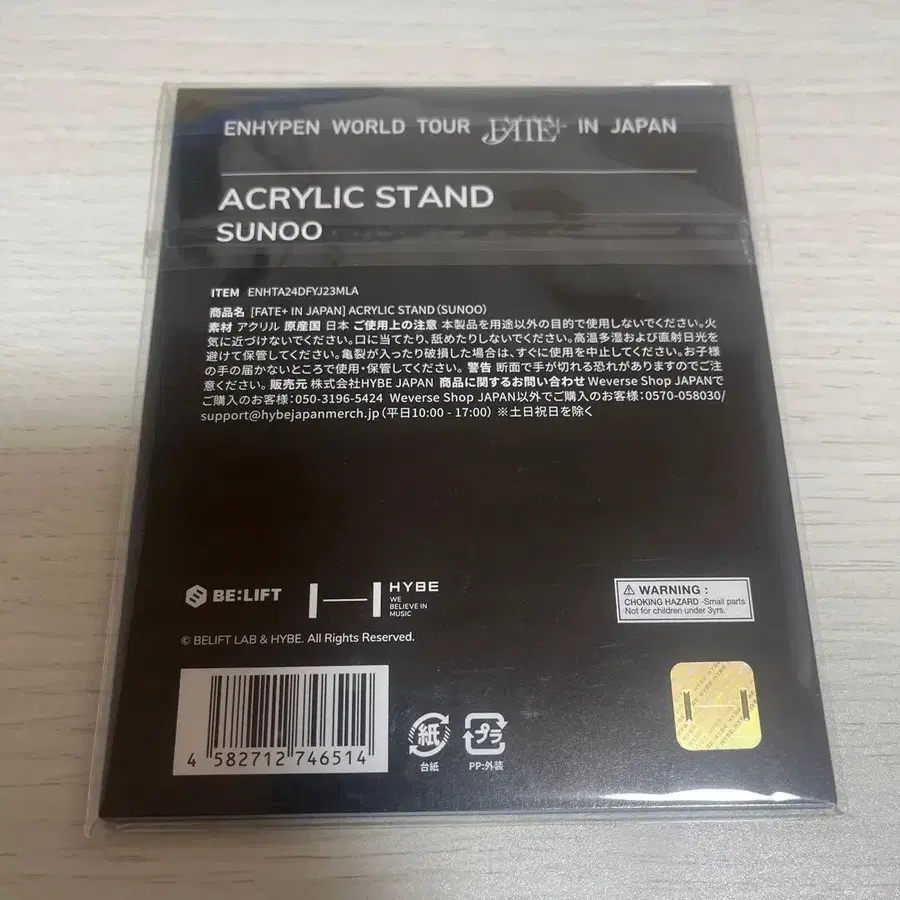 ENHYPEN WORLD TOUR FATE+ IN JAPAN
ACRYLIC STAND
SUNOO
ITEM ENHTA24DFYJ23MLA
商品名 [FATE+ IN JAPAN] ACRYLIC STAND (SUNOO)
素材 アクリル 原産国 日本 ご使用上の注意 本製品を用途以外の目的で使用しないでください。火
気に近づけないでください。口に当てたり、舐めたりしないでください。高温多湿および直射日光を
避けて保管してください。亀裂が入ったり破損した場合は、すぐに使用を中止してください。お子様
の手の届かないところで使用・保管してください。 警告 断面で手が切れる恐れがありますのでご注
意ください。 販売元 株式会社HYBE JAPAN 商品に関するお問い合わせ Weverse Shop JAPANで
ご購入のお客様：050-3196-5424 Weverse Shop JAPAN以外でご購入のお客様：0570-058030/
support@hybejapanmerch.jp (平日10:00 - 17:00) ※土日祝日を除く
BE:LIFT
HYBE
WE
BELIEVE IN
MUSIC
⚠ WARNING :
CHOKING HAZARD -Small parts
Not for children under 3yrs.
© BELIFT LAB & HYBE. All Rights Reserved.
4 582712 746514
紙
台紙
プラ
PP:外装
HYBE HYBE HYBE